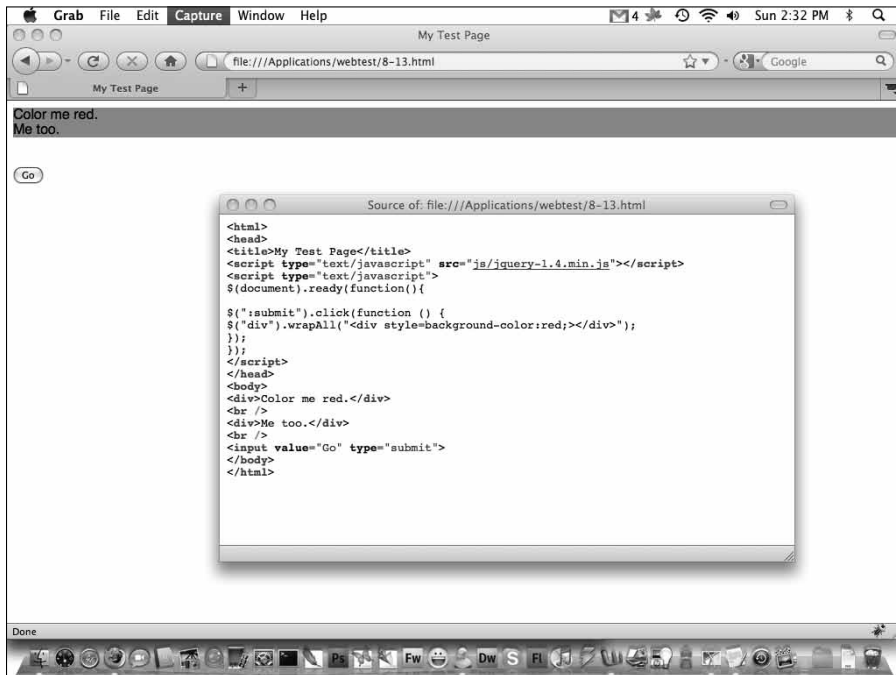 Grab File Edit Capture Window Help 4 Sun 2:32 PM
My Test Page
file:///Applications/webtest/8-13.html Google
My Test Page +
Color me red.
Me too.
Go
Source of: file:///Applications/webtest/8-13.html
<html>
<head>
<title>My Test Page</title>
<script type="text/javascript" src="js/jquery-1.4.min.js"></script>
<script type="text/javascript">
$(document).ready(function(){
$(":submit").click(function () {
$("div").wrapAll("<div style=background-color:red;></div>");
});
});
</script>
</head>
<body>
<div>Color me red.</div>
<br />
<div>Me too.</div>
<br />
<input value="Go" type="submit">
</body>
</html>
Done
Ps Fw Dw S Fl